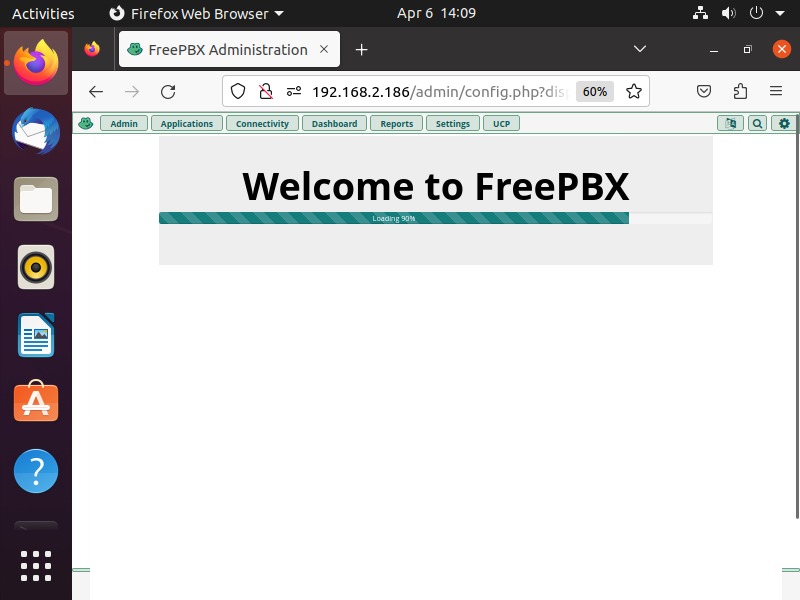 Activities
Firefox Web Browser
Apr 6 14:09
FreePBX Administration
192.168.2.186/admin/config.php?disp
60%
Admin
Applications
Connectivity
Dashboard
Reports
Settings
UCP
Welcome to FreePBX
Loading 90%